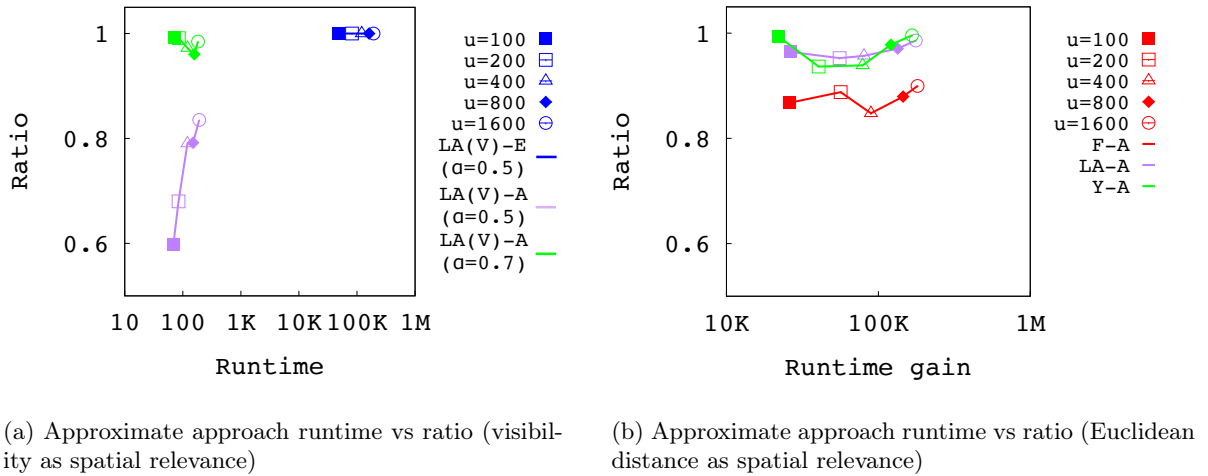 1
0.8
0.6
Ratio
10 100 1K 10K 100K 1M
Runtime
u=100
u=200
u=400
u=800
u=1600
LA(V)-E
(α=0.5)
LA(V)-A
(α=0.5)
LA(V)-A
(α=0.7)
1
0.8
0.6
Ratio
10K 100K 1M
Runtime gain
u=100
u=200
u=400
u=800
u=1600
F-A
LA-A
Y-A
(a) Approximate approach runtime vs ratio (visibil-
ity as spatial relevance)
(b) Approximate approach runtime vs ratio (Euclidean
distance as spatial relevance)